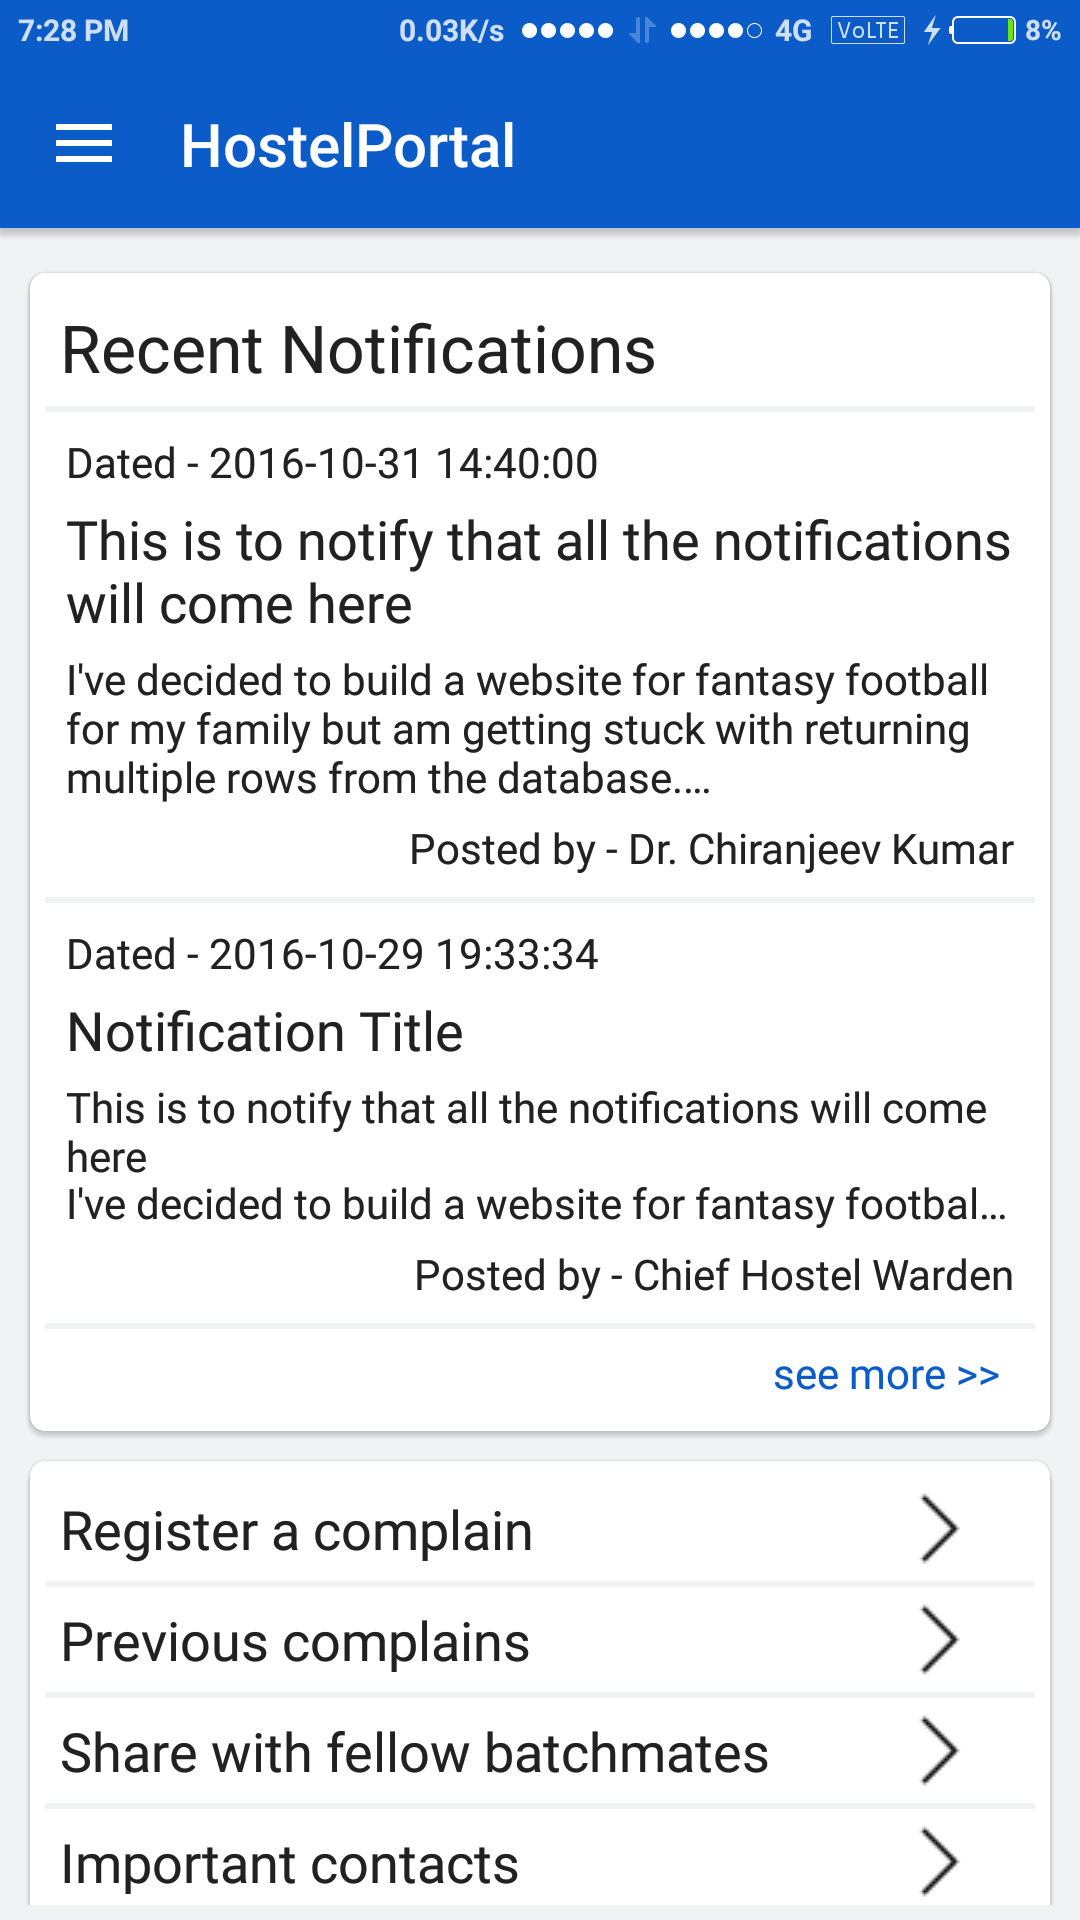 7:28 PM 0.03K/s 4G VoLTE 8%
HostelPortal
Recent Notifications
Dated - 2016-10-31 14:40:00
This is to notify that all the notifications
will come here
I've decided to build a website for fantasy football
for my family but am getting stuck with returning
multiple rows from the database....
Posted by - Dr. Chiranjeev Kumar
Dated - 2016-10-29 19:33:34
Notification Title
This is to notify that all the notifications will come
here
I've decided to build a website for fantasy footbal...
Posted by - Chief Hostel Warden
see more >>
Register a complain
Previous complains
Share with fellow batchmates
Important contacts